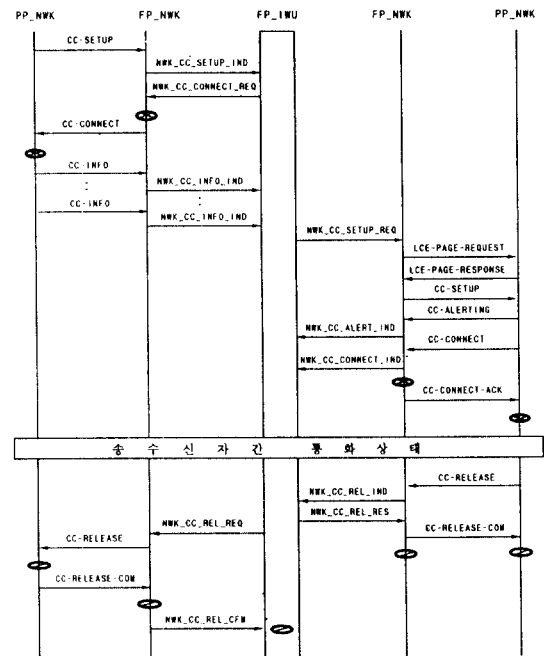 PP_NWK FP_NWK FP_IWU FP_NWK PP_NWK
CC-SETUP
NWK_CC_SETUP_IND
NWK_CC_CONNECT_REQ
CC-CONNECT
CC-INFO
NWK_CC_INFO_IND
:
:
CC-INFO
NWK_CC_INFO_IND
NWK_CC_SETUP_REQ
LCE-PAGE-REQUEST
LCE-PAGE-RESPONSE
CC-SETUP
CC-ALERTING
NWK_CC_ALERT_IND
CC-CONNECT
NWK_CC_CONNECT_IND
CC-CONNECT-ACK
송 수 신 자 간 통 화 상 태
CC-RELEASE
NWK_CC_REL_IND
NWK_CC_REL_RES
NWK_CC_REL_REQ
CC-RELEASE-COM
CC-RELEASE
CC-RELEASE-COM
NWK_CC_REL_CFM